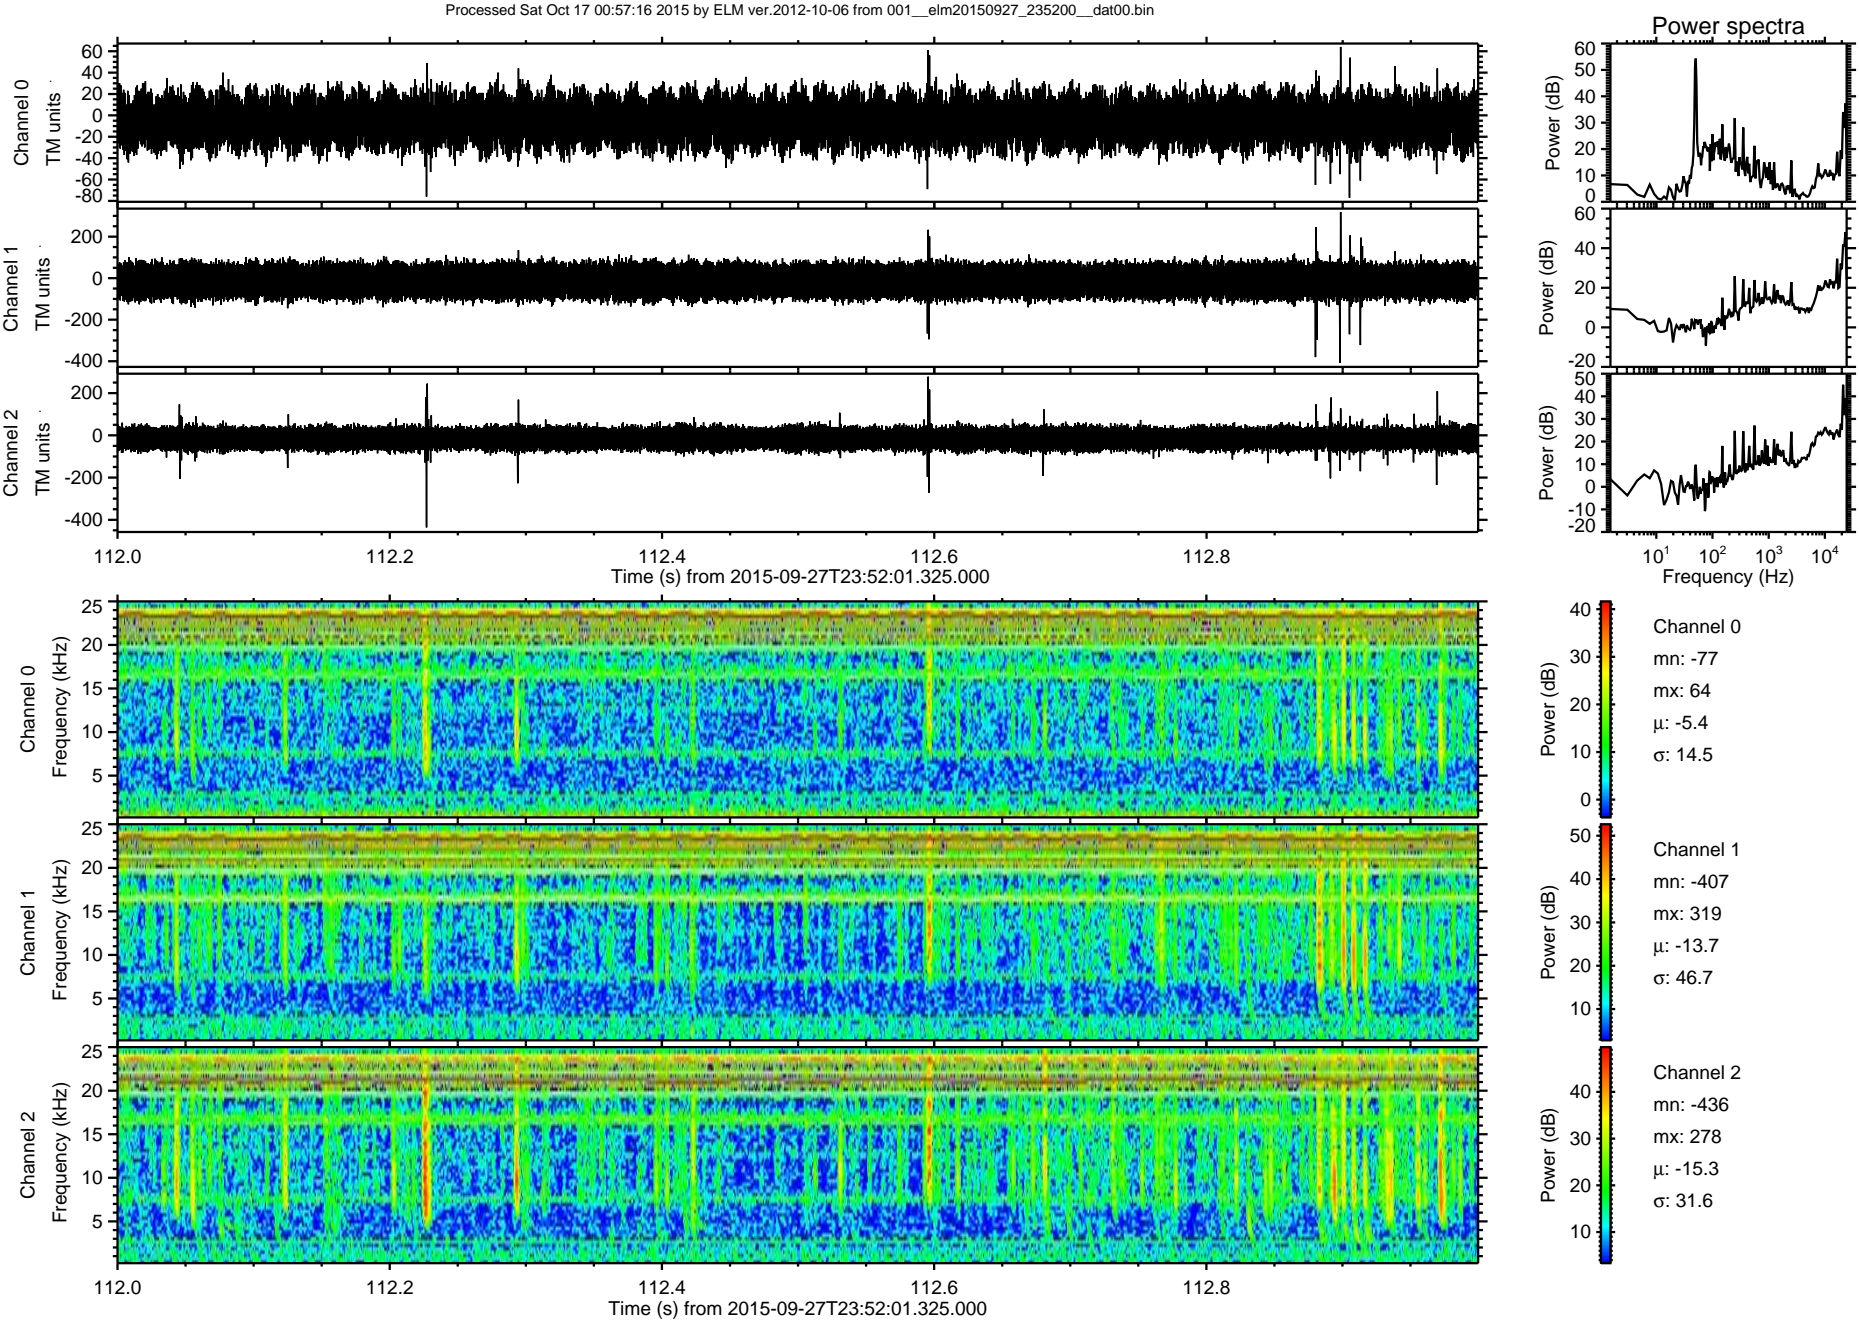 Processed Sat Oct 17 00:57:16 2015 by ELM ver.2012-10-06 from 001__elm20150927_235200__dat00.bin
Power spectra
Channel 0
TM units
60
40
20
0
-20
-40
-60
-80
Power (dB)
60
50
40
30
20
10
0
Channel 1
TM units
200
0
-200
-400
Power (dB)
60
40
20
0
-20
Channel 2
TM units
200
0
-200
-400
Power (dB)
50
40
30
20
10
0
-10
-20
112.0 112.2 112.4 112.6 112.8
Time (s) from 2015-09-27T23:52:01.325.000
10¹ 10² 10³ 10⁴
Frequency (Hz)
Channel 0
Frequency (kHz)
25
20
15
10
5
Power (dB)
40
30
20
10
0
Channel 0
mn: -77
mx: 64
μ: -5.4
σ: 14.5
Channel 1
Frequency (kHz)
25
20
15
10
5
Power (dB)
50
40
30
20
10
Channel 1
mn: -407
mx: 319
μ: -13.7
σ: 46.7
Channel 2
Frequency (kHz)
25
20
15
10
5
Power (dB)
40
30
20
10
Channel 2
mn: -436
mx: 278
μ: -15.3
σ: 31.6
112.0 112.2 112.4 112.6 112.8
Time (s) from 2015-09-27T23:52:01.325.000